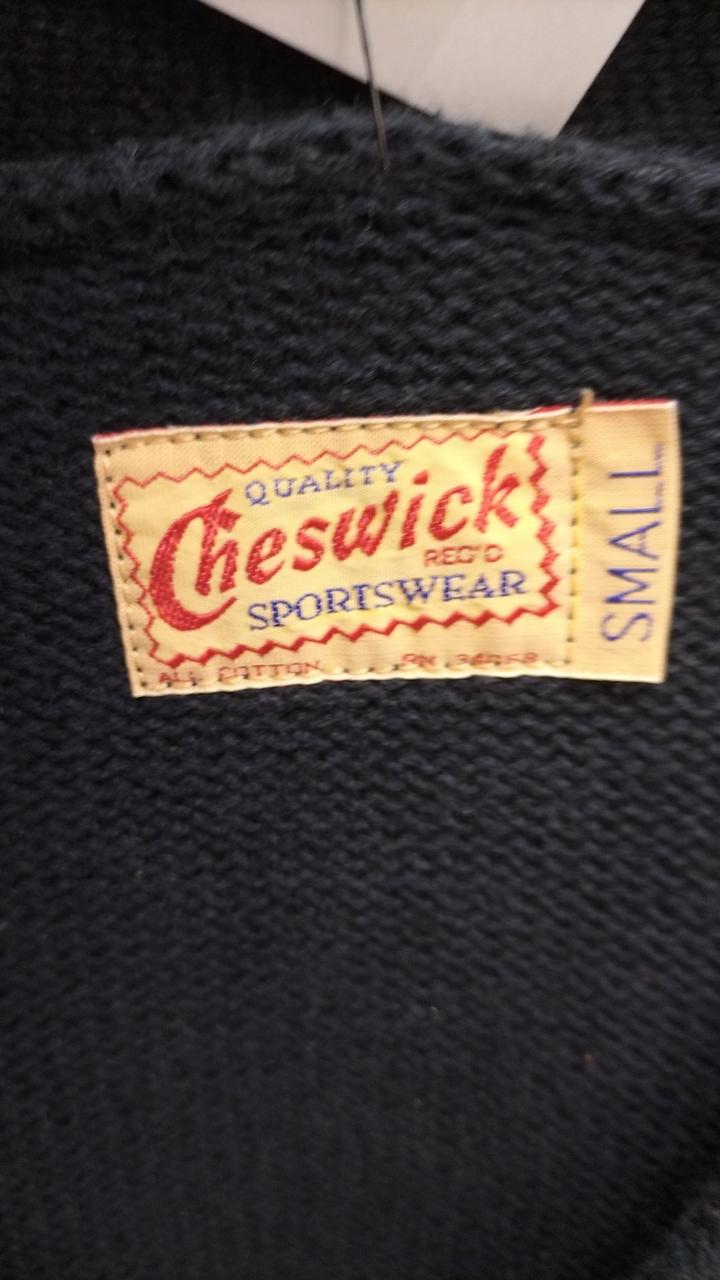 QUALITY
Cheswick
REG'D
SPORTSWEAR
ALL COTTON
SMALL